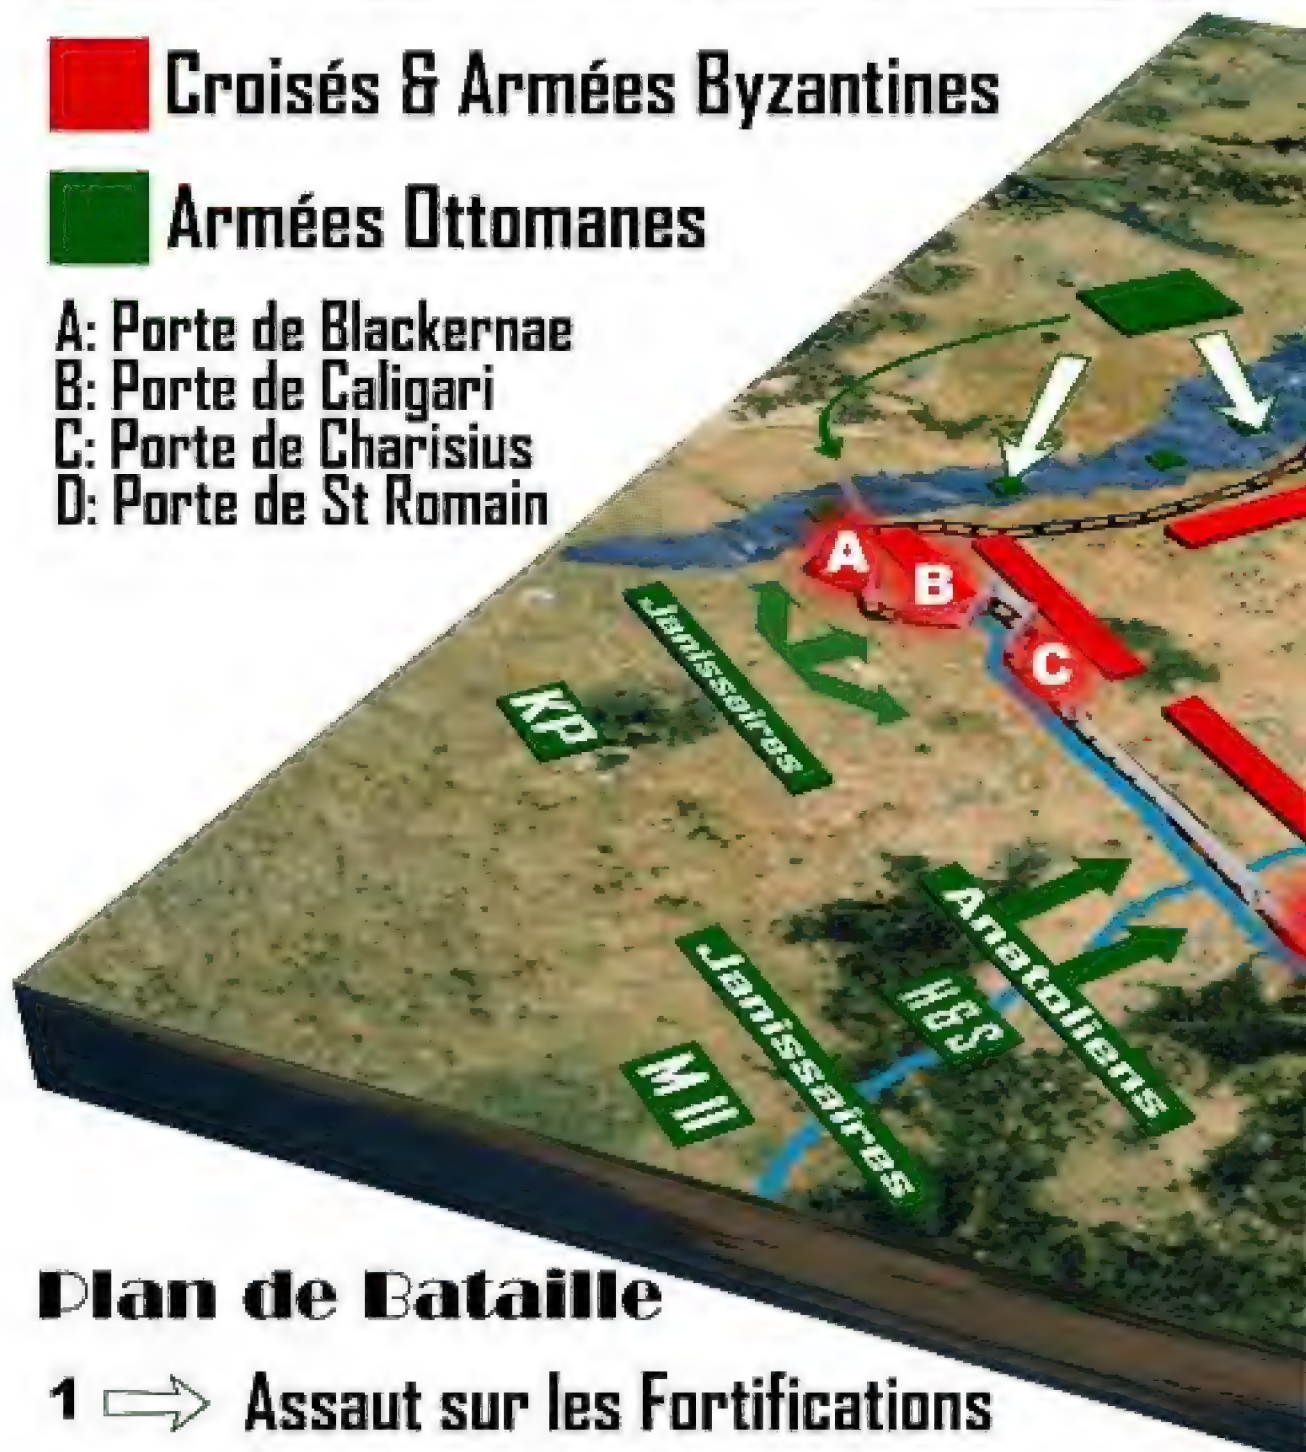 Croisés & Armées Byzantines
Armées Ottomanes
A: Porte de Blackernae
B: Porte de Caligari
C: Porte de Charisius
D: Porte de St Romain
A
B
C
Janissaires
KP
Anatoliens
Janissaires
H&S
M II
Plan de Bataille
1 Assaut sur les Fortifications